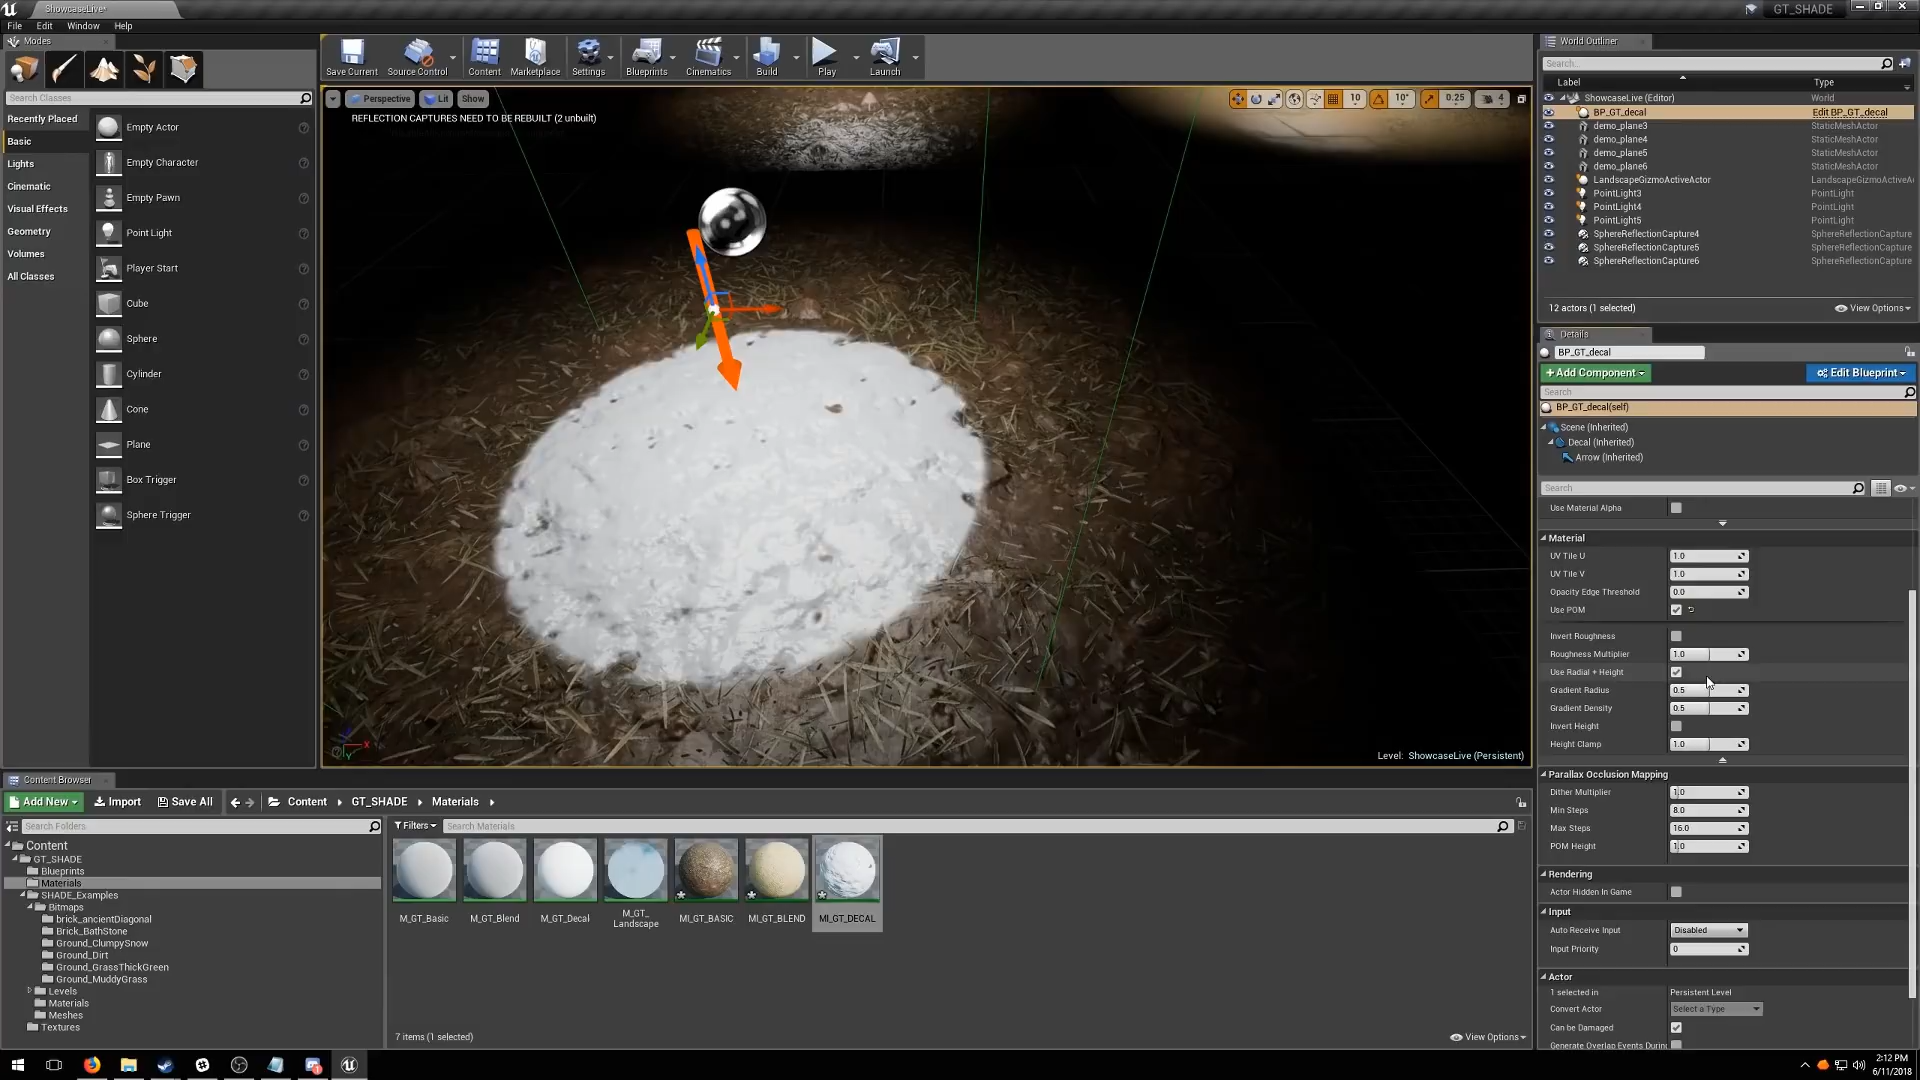 ShowcaseLive*
GT_SHADE
File Edit Window Help
Modes
Search Classes
Recently Placed
Basic
Lights
Cinematic
Visual Effects
Geometry
Volumes
All Classes
Empty Actor
Empty Character
Empty Pawn
Point Light
Player Start
Cube
Sphere
Cylinder
Cone
Plane
Box Trigger
Sphere Trigger
Save Current Source Control Content Marketplace Settings Blueprints Cinematics Build Play Launch
Perspective Lit Show
10 10° 0.25 4
REFLECTION CAPTURES NEED TO BE REBUILT (2 unbuilt)
Level: ShowcaseLive (Persistent)
World Outliner
Search...
Label Type
ShowcaseLive (Editor) World
BP_GT_decal Edit BP_GT_decal
demo_plane3 StaticMeshActor
demo_plane4 StaticMeshActor
demo_plane5 StaticMeshActor
demo_plane6 StaticMeshActor
LandscapeGizmoActiveActor LandscapeGizmoActiveA
PointLight3 PointLight
PointLight4 PointLight
PointLight5 PointLight
SphereReflectionCapture4 SphereReflectionCapture
SphereReflectionCapture5 SphereReflectionCapture
SphereReflectionCapture6 SphereReflectionCapture
12 actors (1 selected) View Options
Details
BP_GT_decal
+Add Component Edit Blueprint
Search
BP_GT_decal(self)
Scene (Inherited)
Decal (Inherited)
Arrow (Inherited)
Search
Use Material Alpha
Material
UV Tile U 1.0
UV Tile V 1.0
Opacity Edge Threshold 0.0
Use POM
Invert Roughness
Roughness Multiplier 1.0
Use Radial + Height
Gradient Radius 0.5
Gradient Density 0.5
Invert Height
Height Clamp 1.0
Parallax Occlusion Mapping
Dither Multiplier 1.0
Min Steps 8.0
Max Steps 16.0
POM Height 1.0
Rendering
Actor Hidden In Game
Input
Auto Receive Input Disabled
Input Priority 0
Actor
1 selected in Persistent Level
Convert Actor Select a Type
Can be Damaged
Generate Overlap Events During
Content Browser
Add New Import Save All Content GT_SHADE Materials
Search Folders
Filters Search Materials
Content
GT_SHADE
Blueprints
Materials
SHADE_Examples
Bitmaps
brick_ancientDiagonal
Brick_BathStone
Ground_ClumpySnow
Ground_Dirt
Ground_GrassThickGreen
Ground_MuddyGrass
Levels
Materials
Meshes
Textures
M_GT_Basic M_GT_Blend M_GT_Decal M_GT_ MI_GT_BASIC MI_GT_BLEND MI_GT_DECAL
Landscape
7 items (1 selected) View Options
2:12 PM
6/11/2018